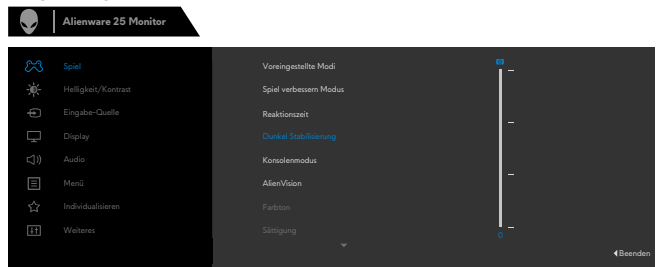 Alienware 25 Monitor
Spiel
Helligkeit/Kontrast
Eingabe-Quelle
Display
Audio
Menü
Individualisieren
Weiteres
Voreingestellte Modi
Spiel verbessern Modus
Reaktionszeit
Dunkel Stabilisierung
Konsolenmodus
AlienVision
Farbton
Sättigung
0
Beenden